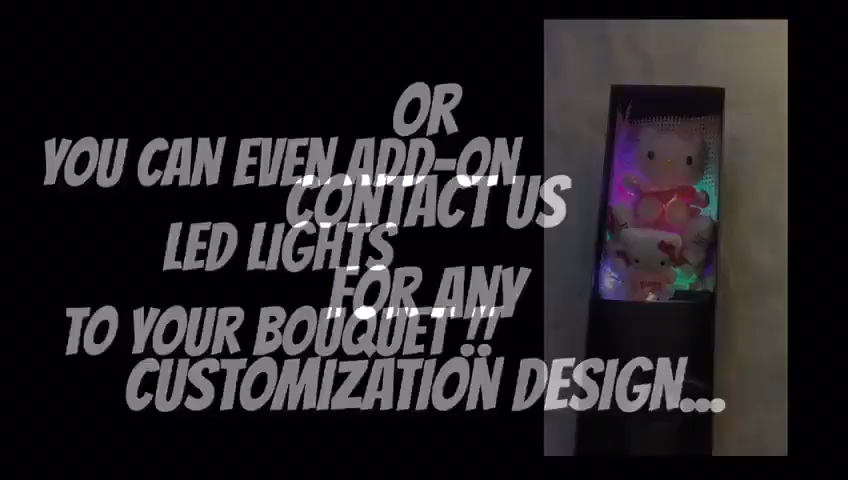 OR
YOU CAN EVEN ADD-ON
CONTACT US
LED LIGHTS
FOR ANY
TO YOUR BOUQUET !!
CUSTOMIZATION DESIGN...